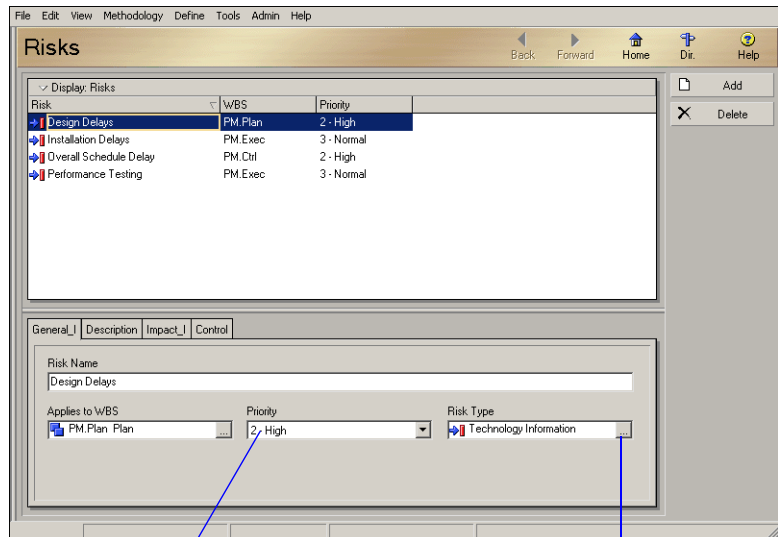 File Edit View Methodology Define Tools Admin Help
Risks
Back Forward Home Dir. Help
Display: Risks
Risk WBS Priority
Design Delays PM.Plan 2 - High
Installation Delays PM.Exec 3 - Normal
Overall Schedule Delay PM.Ctrl 2 - High
Performance Testing PM.Exec 3 - Normal
Add
Delete
General_I Description Impact_I Control
Risk Name
Design Delays
Applies to WBS Priority Risk Type
PM.Plan Plan ... 2 - High Technology Information ...